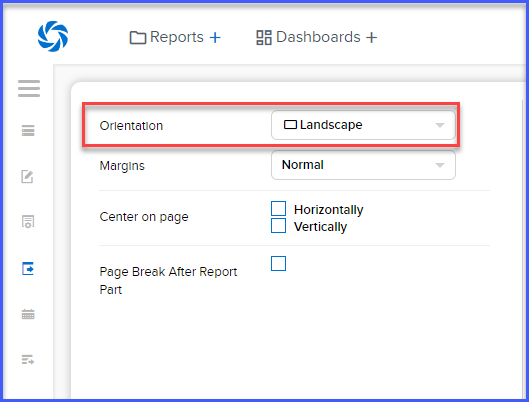 Reports + Dashboards +
Orientation Landscape
Margins Normal
Center on page Horizontally
Vertically
Page Break After Report
Part